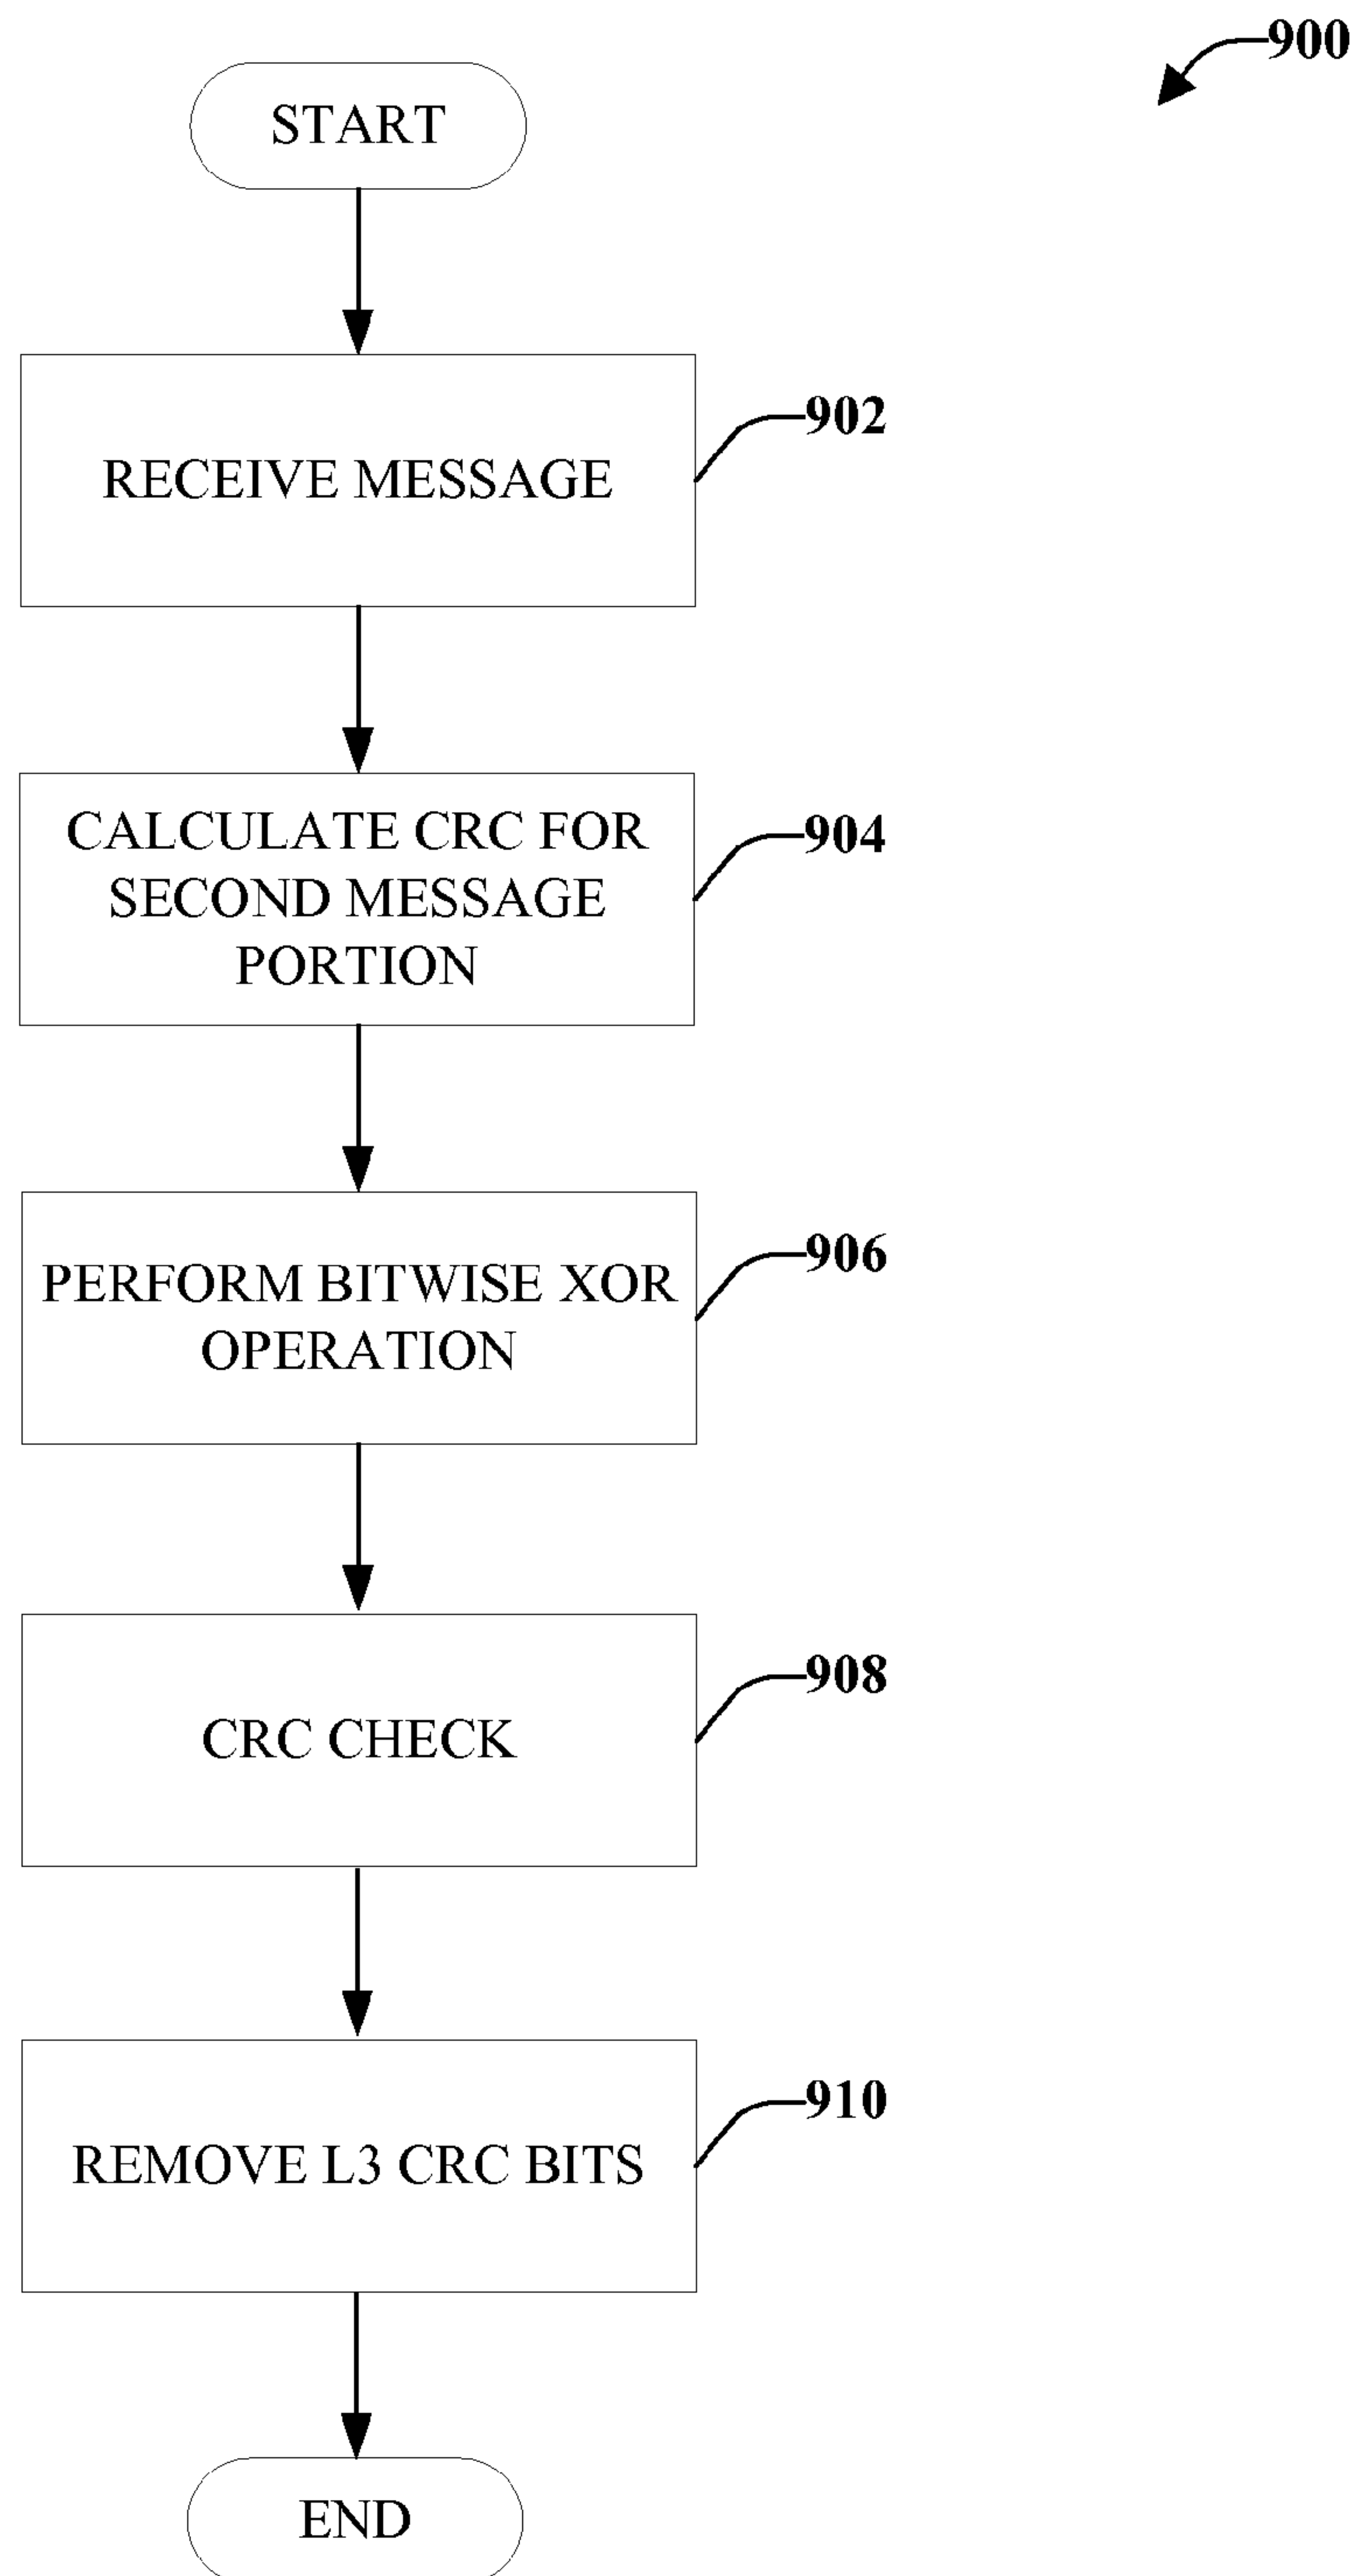 900
START
RECEIVE MESSAGE
902
CALCULATE CRC FOR
SECOND MESSAGE
PORTION
904
PERFORM BITWISE XOR
OPERATION
906
CRC CHECK
908
REMOVE L3 CRC BITS
910
END